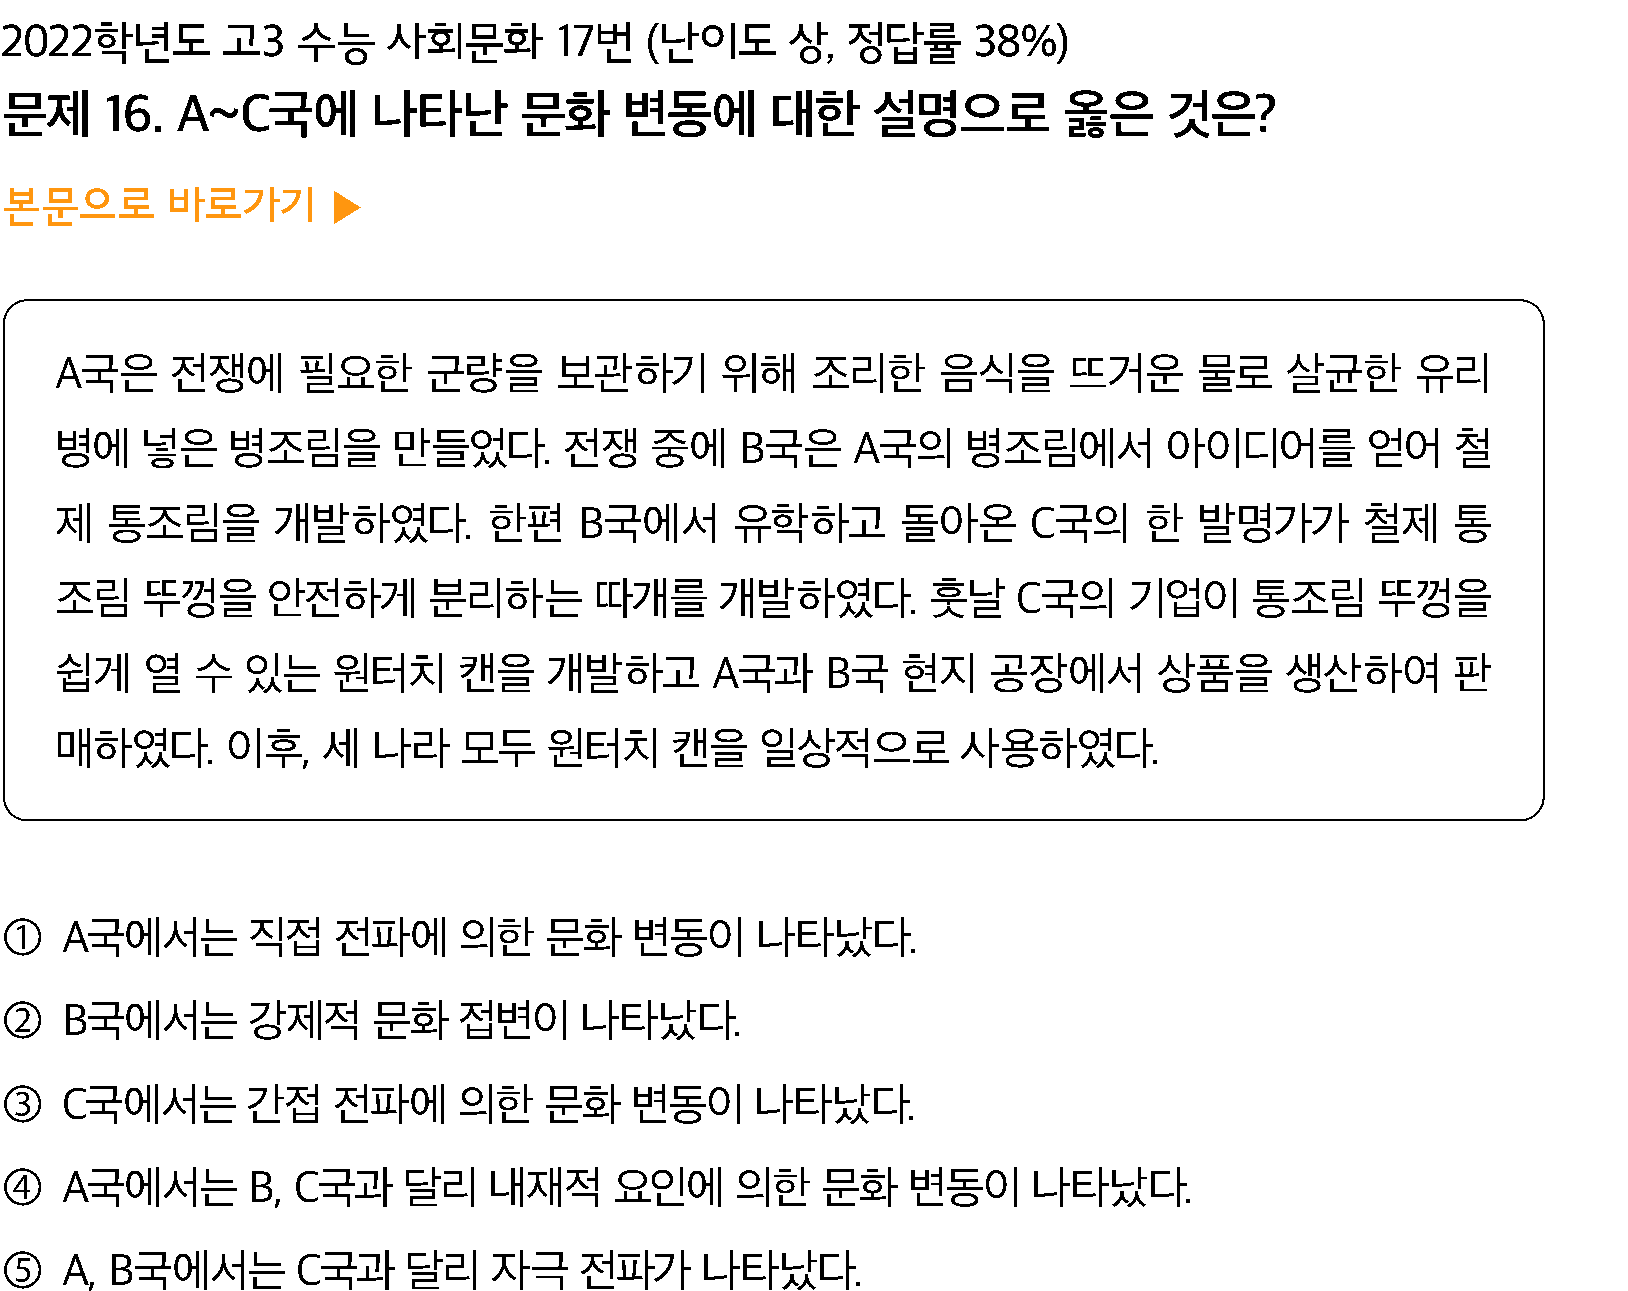 2022학년도 고3 수능 사회문화 17번 (난이도 상, 정답률 38%)
문제 16. A~C국에 나타난 문화 변동에 대한 설명으로 옳은 것은?
본문으로 바로가기 ▶
A국은 전쟁에 필요한 군량을 보관하기 위해 조리한 음식을 뜨거운 물로 살균한 유리
병에 넣은 병조림을 만들었다. 전쟁 중에 B국은 A국의 병조림에서 아이디어를 얻어 철
제 통조림을 개발하였다. 한편 B국에서 유학하고 돌아온 C국의 한 발명가가 철제 통
조림 뚜껑을 안전하게 분리하는 따개를 개발하였다. 훗날 C국의 기업이 통조림 뚜껑을
쉽게 열 수 있는 원터치 캔을 개발하고 A국과 B국 현지 공장에서 상품을 생산하여 판
매하였다. 이후, 세 나라 모두 원터치 캔을 일상적으로 사용하였다.
① A국에서는 직접 전파에 의한 문화 변동이 나타났다.
② B국에서는 강제적 문화 접변이 나타났다.
③ C국에서는 간접 전파에 의한 문화 변동이 나타났다.
④ A국에서는 B, C국과 달리 내재적 요인에 의한 문화 변동이 나타났다.
⑤ A, B국에서는 C국과 달리 자극 전파가 나타났다.